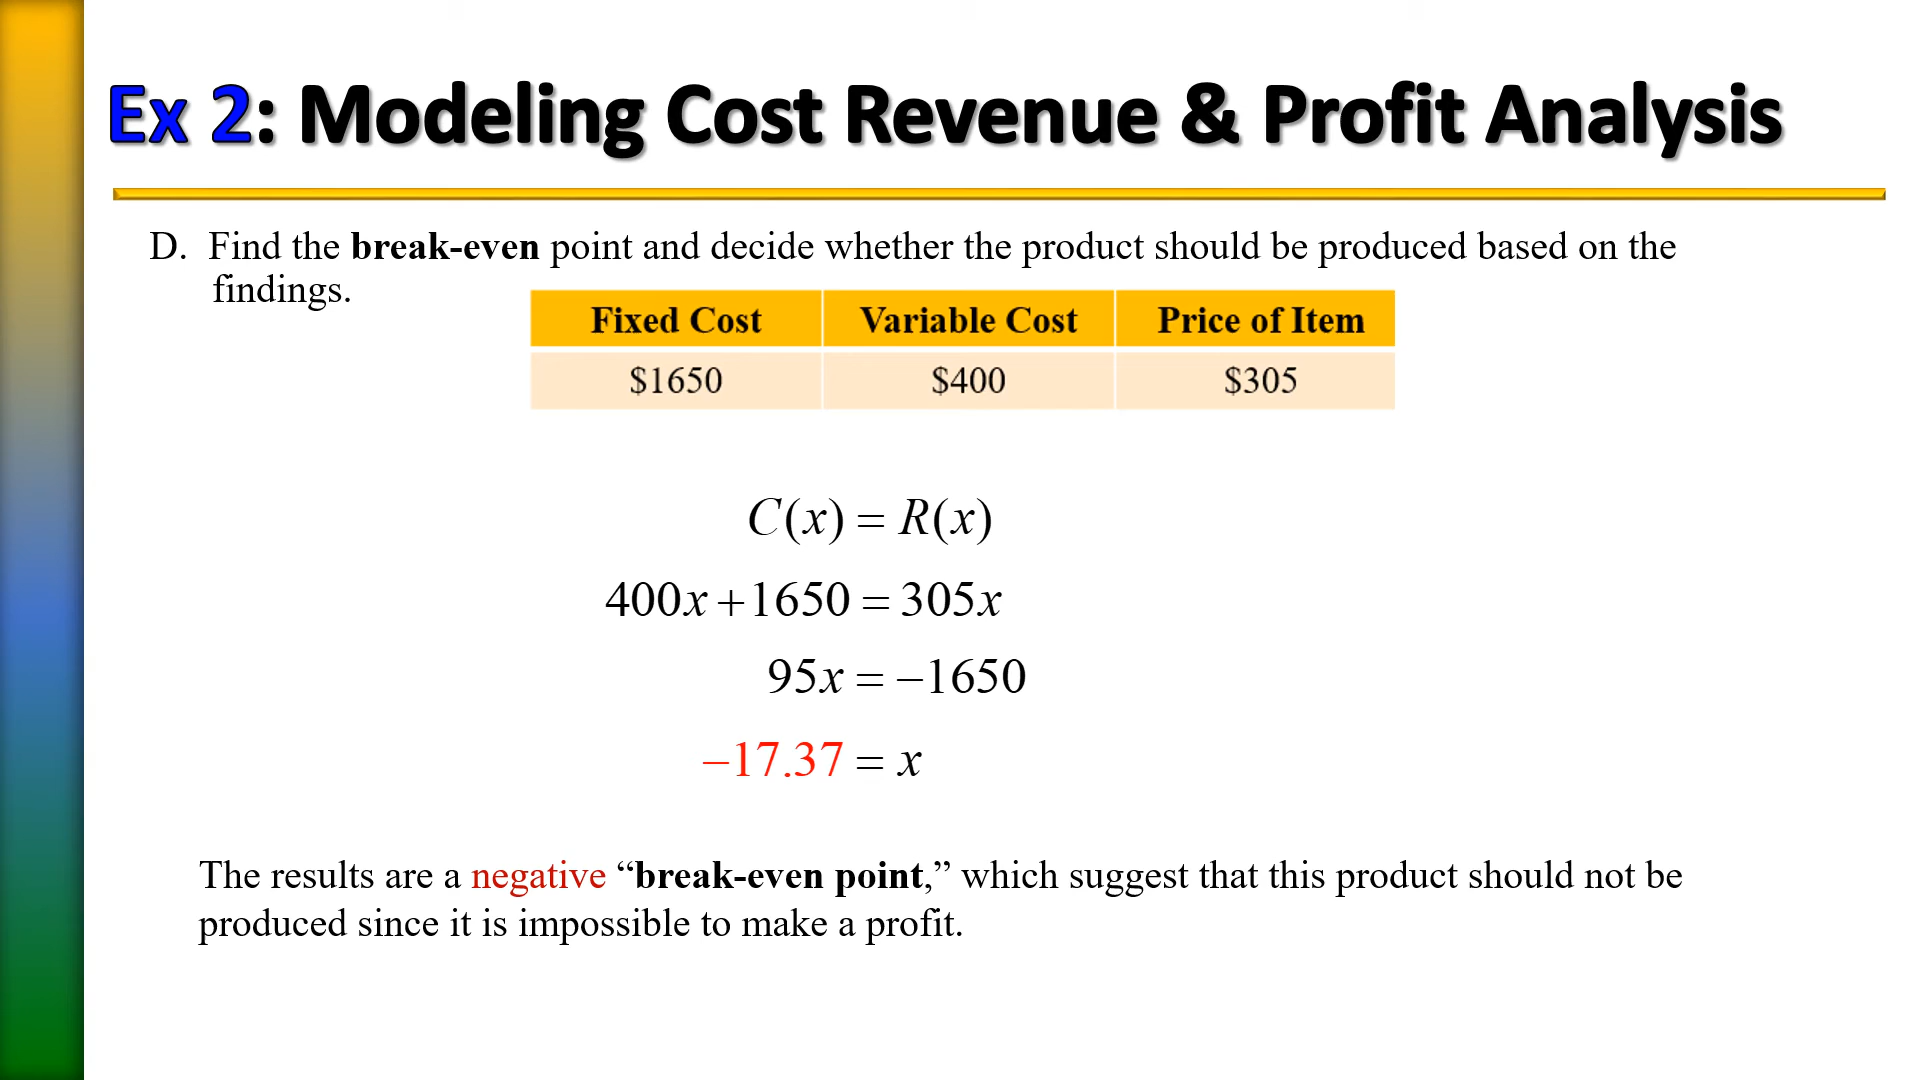 Ex 2: Modeling Cost Revenue & Profit Analysis
D. Find the break-even point and decide whether the product should be produced based on the
findings.
Fixed Cost Variable Cost Price of Item
$1650 $400 $305
C(x) = R(x)
400x + 1650 = 305x
95x = −1650
−17.37 = x
The results are a negative “break-even point,” which suggest that this product should not be
produced since it is impossible to make a profit.